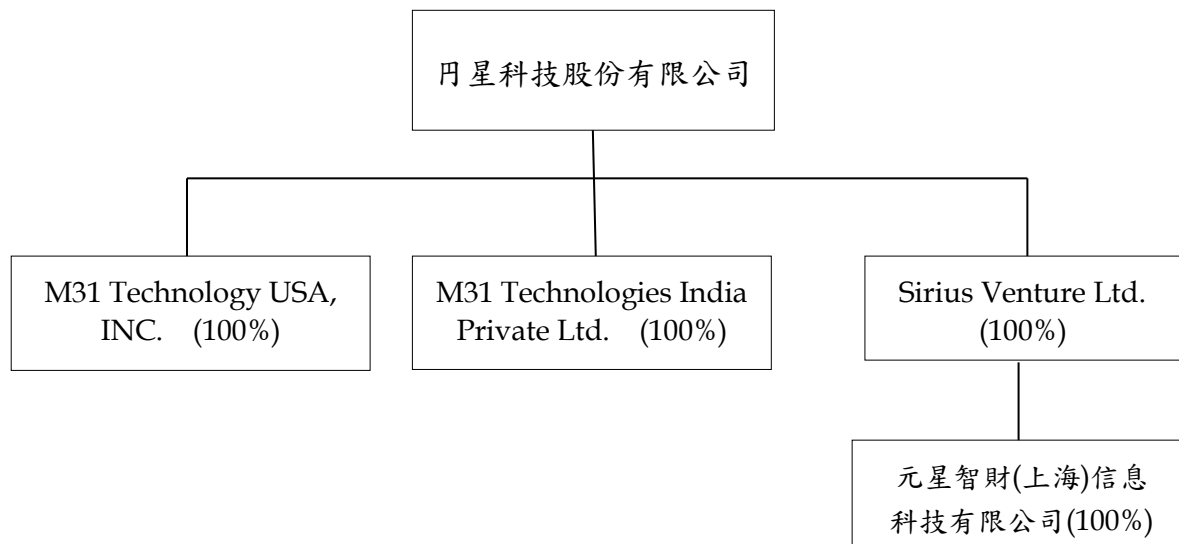 円星科技股份有限公司
M31 Technology USA,
INC. (100%)
M31 Technologies India
Private Ltd. (100%)
Sirius Venture Ltd.
(100%)
元星智財(上海)信息
科技有限公司(100%)